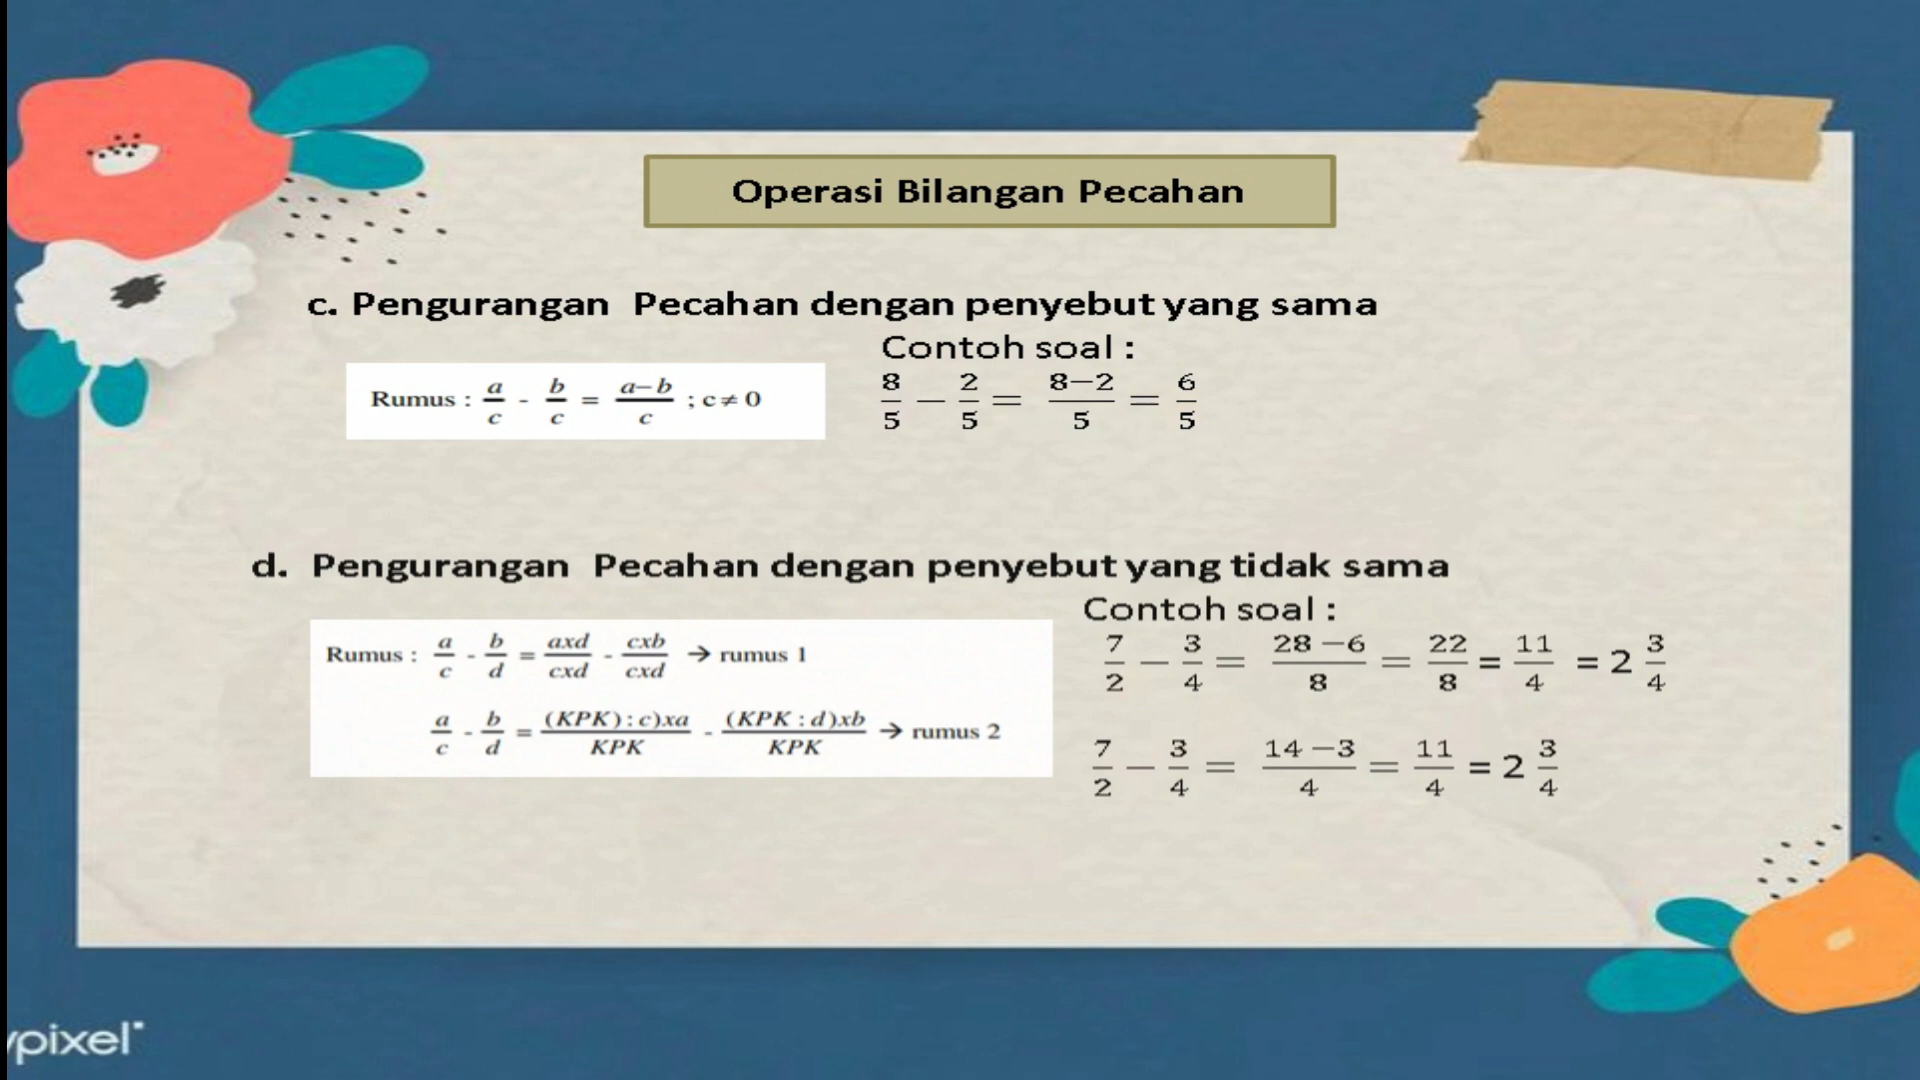 Operasi Bilangan Pecahan
c. Pengurangan Pecahan dengan penyebut yang sama
Contoh soal :
Rumus : a/c - b/c = a–b/c ; c ≠ 0
8/5 − 2/5 = 8−2/5 = 6/5
d. Pengurangan Pecahan dengan penyebut yang tidak sama
Contoh soal :
Rumus : a/c - b/d = axd/cxd - cxb/cxd → rumus 1
7/2 − 3/4 = 28 −6/8 = 22/8 = 11/4 = 2 3/4
a/c - b/d = (KPK) : c)xa/KPK - (KPK : d)xb/KPK → rumus 2
7/2 − 3/4 = 14 −3/4 = 11/4 = 2 3/4
pixel